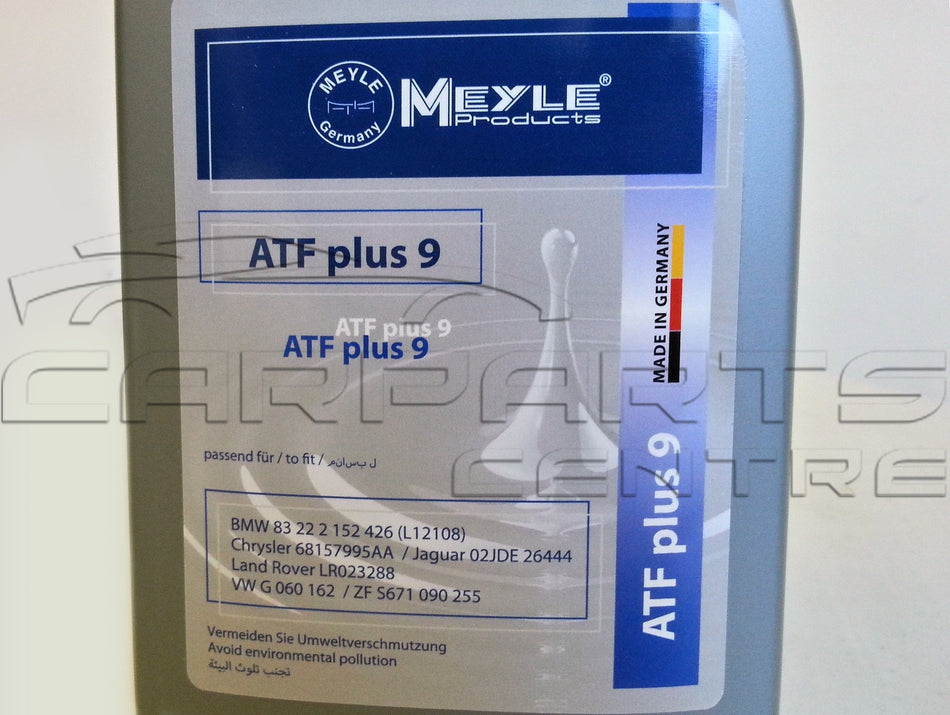 MEYLE
Germany
MEYLE®
Products
ATF plus 9
ATF plus 9
ATF plus 9
MADE IN GERMANY
ATF plus 9
CARPARTS
CENTRE
passend für / to fit /
BMW 83 22 2 152 426 (L12108)
Chrysler 68157995AA / Jaguar 02JDE 26444
Land Rover LR023288
VW G 060 162 / ZF S671 090 255
Vermeiden Sie Umweltverschmutzung
Avoid environmental pollution
تجنب تلوث البيئة